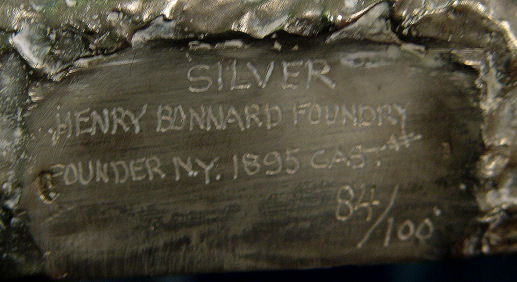 SILVER
HENRY BONNARD FOUNDRY
FOUNDER N.Y. 1895 CAST.#
84/100